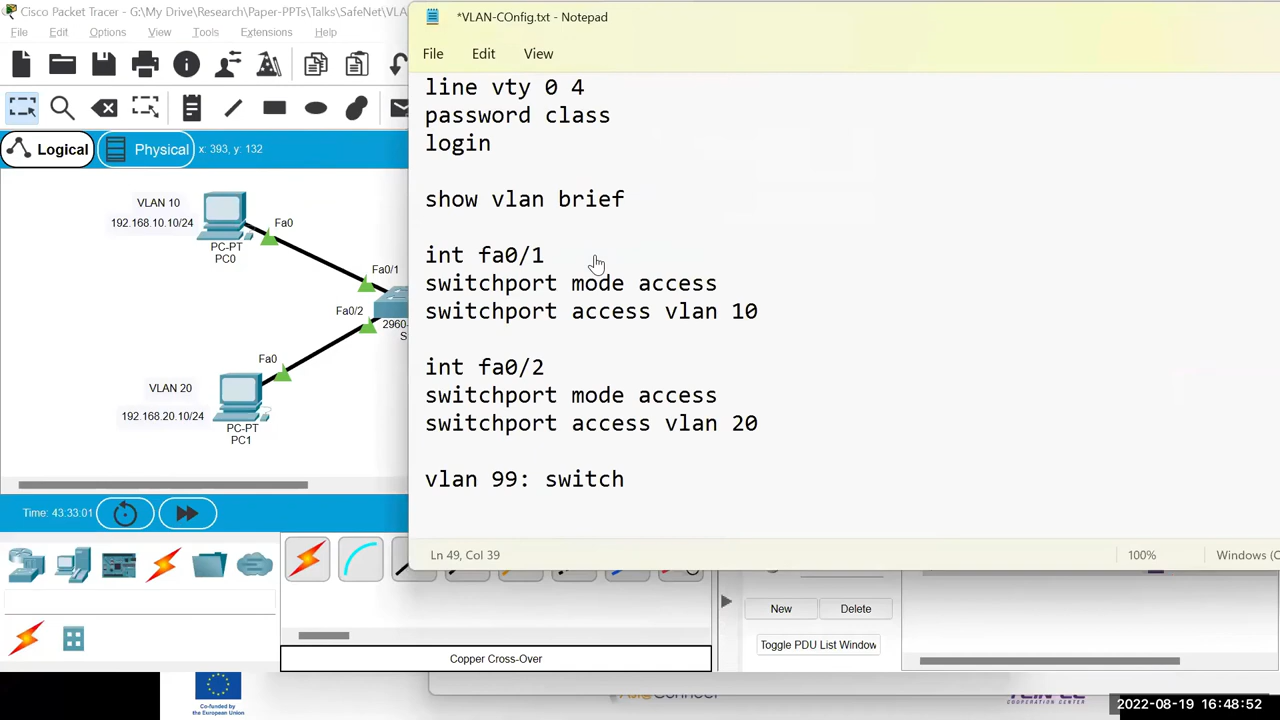 Cisco Packet Tracer - G:\My Drive\Research\Paper-PPTs\Talks\SafeNet\VLAN
File Edit Options View Tools Extensions Help
Logical
Physical
x: 393, y: 132
VLAN 10
192.168.10.10/24
Fa0
PC-PT
PC0
Fa0/1
Fa0/2
2960-
S
Fa0
VLAN 20
192.168.20.10/24
PC-PT
PC1
Time: 43:33:01
Copper Cross-Over
*VLAN-COnfig.txt - Notepad
File Edit View
line vty 0 4
password class
login
show vlan brief
int fa0/1
switchport mode access
switchport access vlan 10
int fa0/2
switchport mode access
switchport access vlan 20
vlan 99: switch
Ln 49, Col 39
100%
Windows (C
New
Delete
Toggle PDU List Window
Co-funded by
the European Union
COOPERATION CENTER
2022-08-19 16:48:52